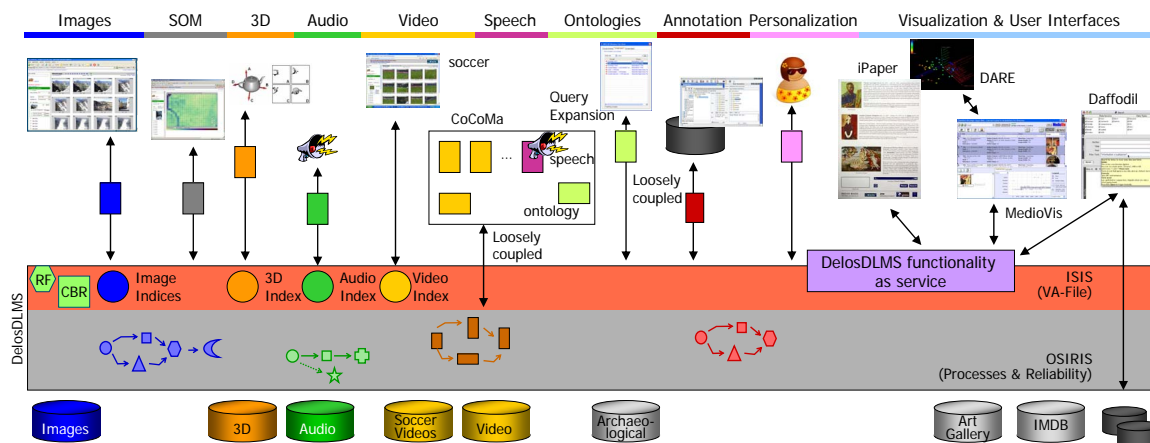 Images
SOM
3D
Audio
Video
Speech
Ontologies
Annotation
Personalization
Visualization & User Interfaces
soccer
iPaper
DARE
Daffodil
Query
Expansion
CoCoMa
...
speech
ontology
Loosely
coupled
Loosely
coupled
MedioVis
DelosDLMS
RF
CBR
Image
Indices
3D
Index
Audio
Index
Video
Index
DelosDLMS functionality
as service
ISIS
(VA-File)
OSIRIS
(Processes & Reliability)
Images
3D
Audio
Soccer
Videos
Video
Archaeo-
logical
Art
Gallery
IMDB